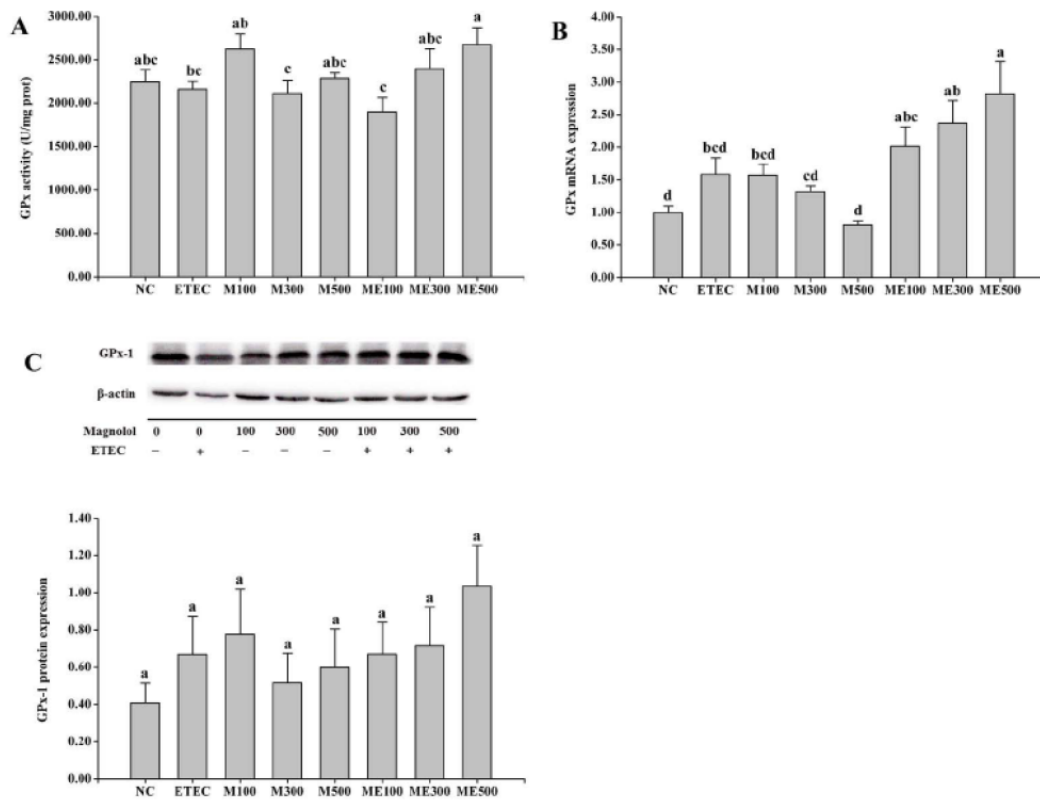 A
GPx activity (U/mg prot)
3000.00
2500.00
2000.00
1500.00
1000.00
500.00
0.00
abc
bc
ab
c
abc
c
abc
a
NC ETEC M100 M300 M500 ME100 ME300 ME500
B
GPx mRNA expression
4.00
3.50
3.00
2.50
2.00
1.50
1.00
0.50
0.00
d
bcd
bcd
cd
d
abc
ab
a
NC ETEC M100 M300 M500 ME100 ME300 ME500
C
GPx-1
β-actin
Magnolol 0 0 100 300 500 100 300 500
ETEC – + – – – + + +
GPx-1 protein expression
1.40
1.20
1.00
0.80
0.60
0.40
0.20
0.00
a
a
a
a
a
a
a
a
NC ETEC M100 M300 M500 ME100 ME300 ME500